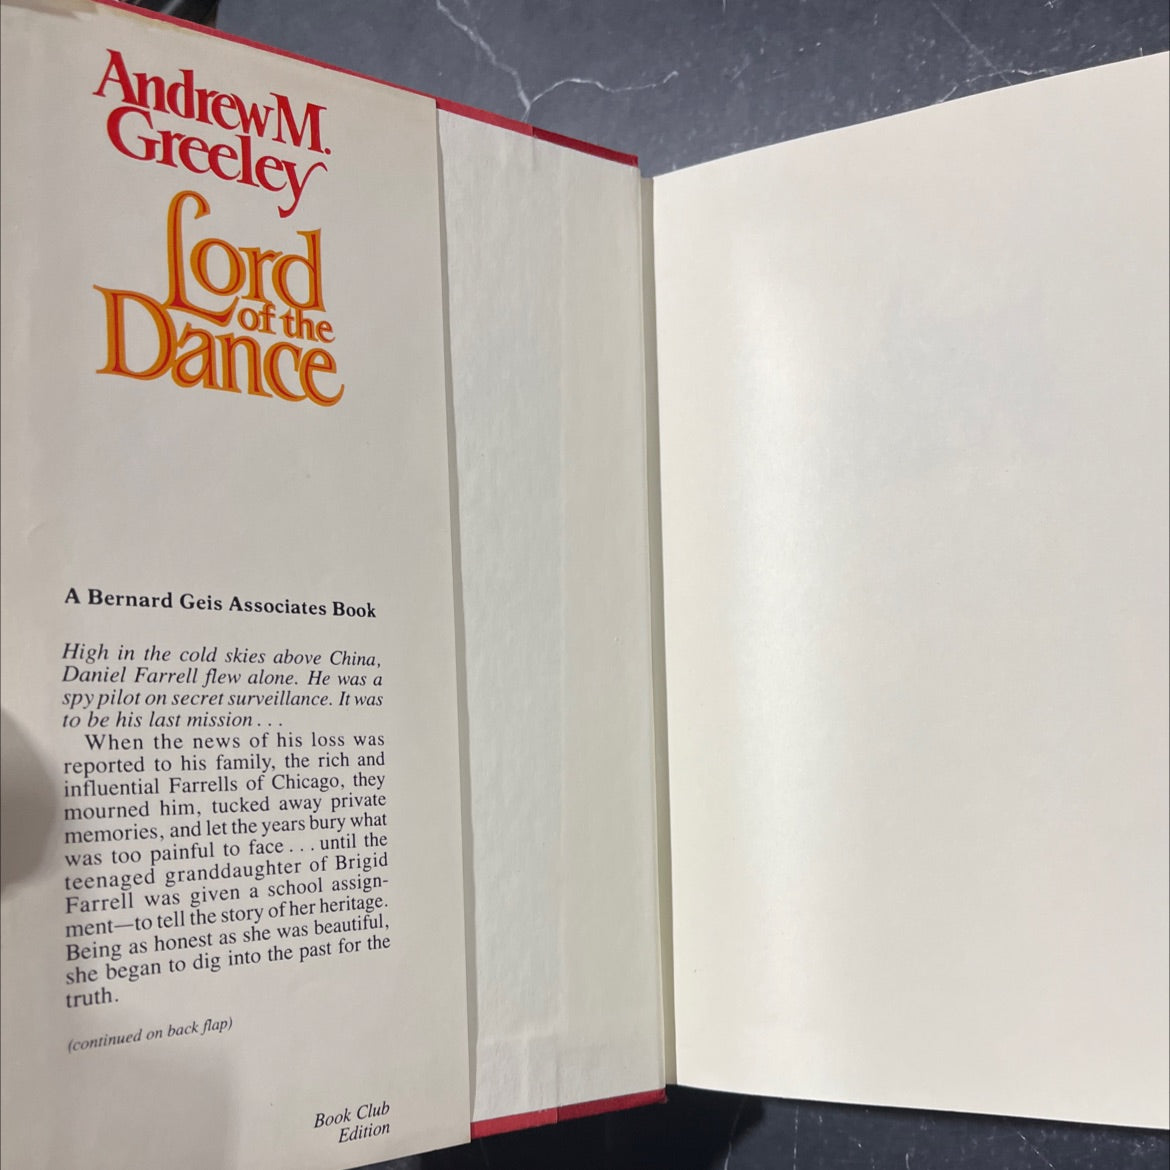 Andrew M.
Greeley
Lord
of the
Dance
A Bernard Geis Associates Book
High in the cold skies above China,
Daniel Farrell flew alone. He was a
spy pilot on secret surveillance. It was
to be his last mission . . .
When the news of his loss was
reported to his family, the rich and
influential Farrells of Chicago, they
mourned him, tucked away private
memories, and let the years bury what
was too painful to face . . . until the
teenaged granddaughter of Brigid
Farrell was given a school assign-
ment—to tell the story of her heritage.
Being as honest as she was beautiful,
she began to dig into the past for the
truth.
(continued on back flap)
Book Club
Edition